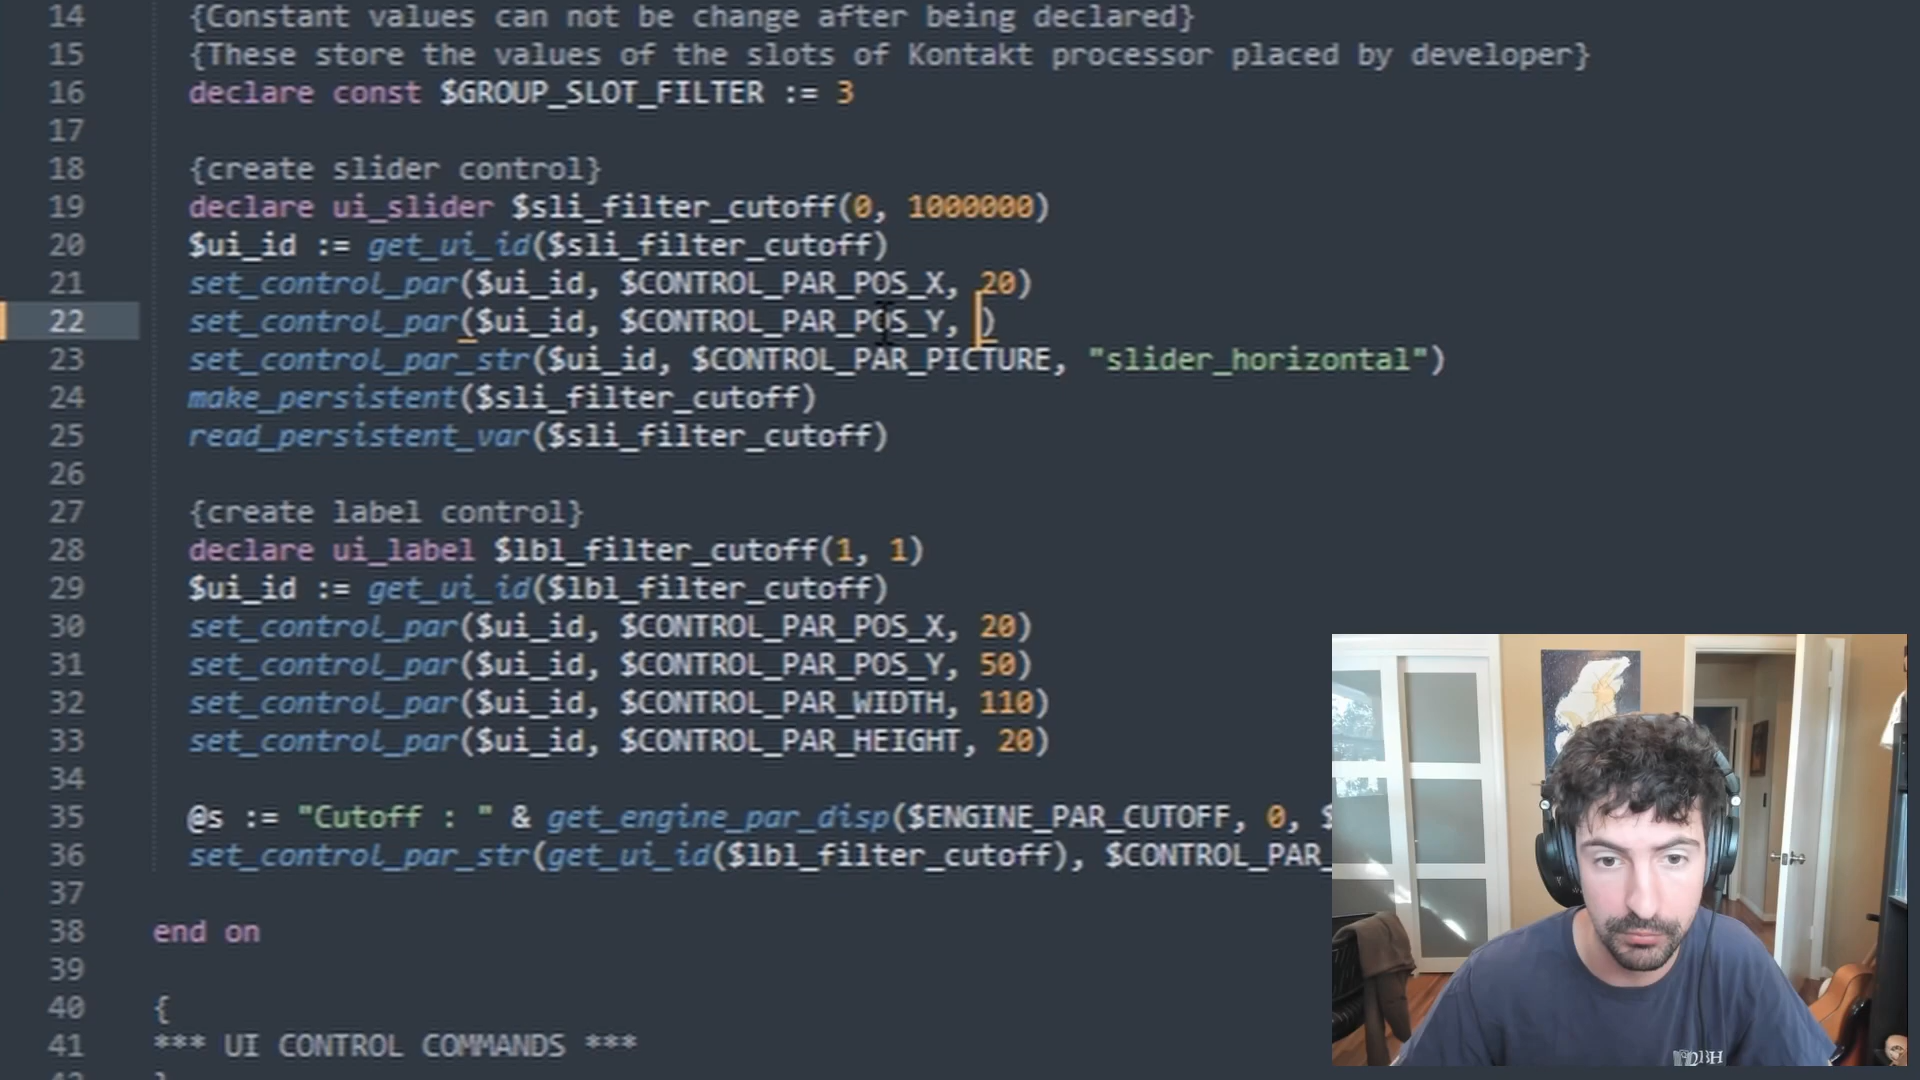 14 {Constant values can not be change after being declared}
15 {These store the values of the slots of Kontakt processor placed by developer}
16 declare const $GROUP_SLOT_FILTER := 3
17
18 {create slider control}
19 declare ui_slider $sli_filter_cutoff(0, 1000000)
20 $ui_id := get_ui_id($sli_filter_cutoff)
21 set_control_par($ui_id, $CONTROL_PAR_POS_X, 20)
22 set_control_par($ui_id, $CONTROL_PAR_POS_Y, )
23 set_control_par_str($ui_id, $CONTROL_PAR_PICTURE, "slider_horizontal")
24 make_persistent($sli_filter_cutoff)
25 read_persistent_var($sli_filter_cutoff)
26
27 {create label control}
28 declare ui_label $lbl_filter_cutoff(1, 1)
29 $ui_id := get_ui_id($lbl_filter_cutoff)
30 set_control_par($ui_id, $CONTROL_PAR_POS_X, 20)
31 set_control_par($ui_id, $CONTROL_PAR_POS_Y, 50)
32 set_control_par($ui_id, $CONTROL_PAR_WIDTH, 110)
33 set_control_par($ui_id, $CONTROL_PAR_HEIGHT, 20)
34
35 @s := "Cutoff : " & get_engine_par_disp($ENGINE_PAR_CUTOFF, 0, $
36 set_control_par_str(get_ui_id($lbl_filter_cutoff), $CONTROL_PAR_
37
38 end on
39
40 {
41 *** UI CONTROL COMMANDS ***